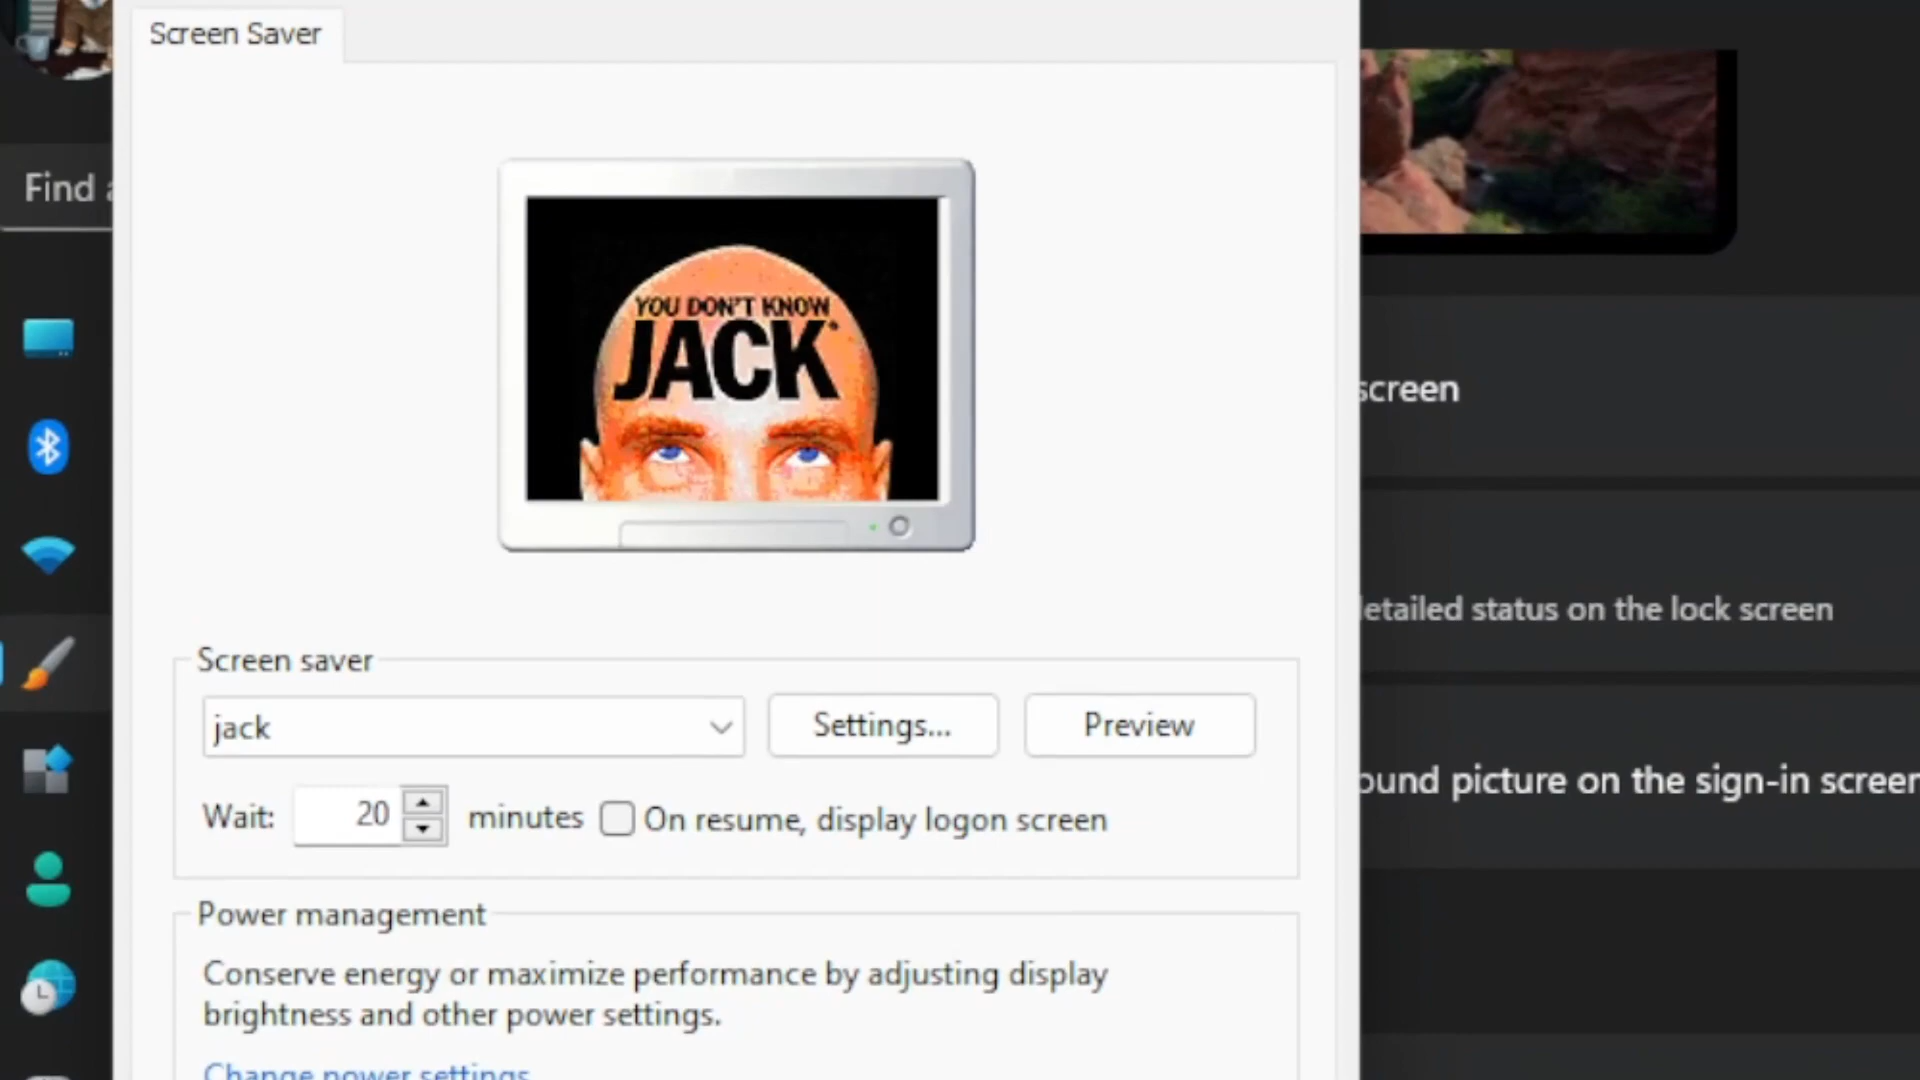 Screen Saver
Find
YOU DON'T KNOW
JACK
screen
detailed status on the lock screen
Screen saver
jack
Settings...
Preview
ound picture on the sign-in screen
Wait:
20
minutes
On resume, display logon screen
Power management
Conserve energy or maximize performance by adjusting display
brightness and other power settings.
Change power settings